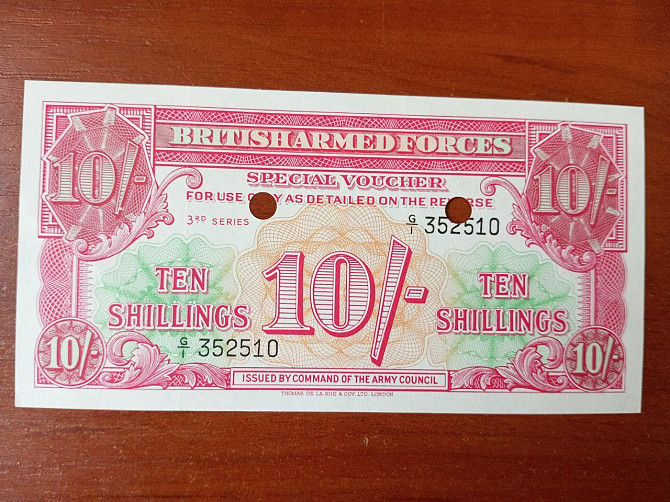 BRITISH ARMED FORCES
10/-
10/-
SPECIAL VOUCHER
FOR USE ONLY AS DETAILED ON THE REVERSE
3RD SERIES
G/1 352510
TEN SHILLINGS
10/-
TEN SHILLINGS
G/1 352510
10/-
10/-
ISSUED BY COMMAND OF THE ARMY COUNCIL
THOMAS DE LA RUE & COY. LTD. LONDON